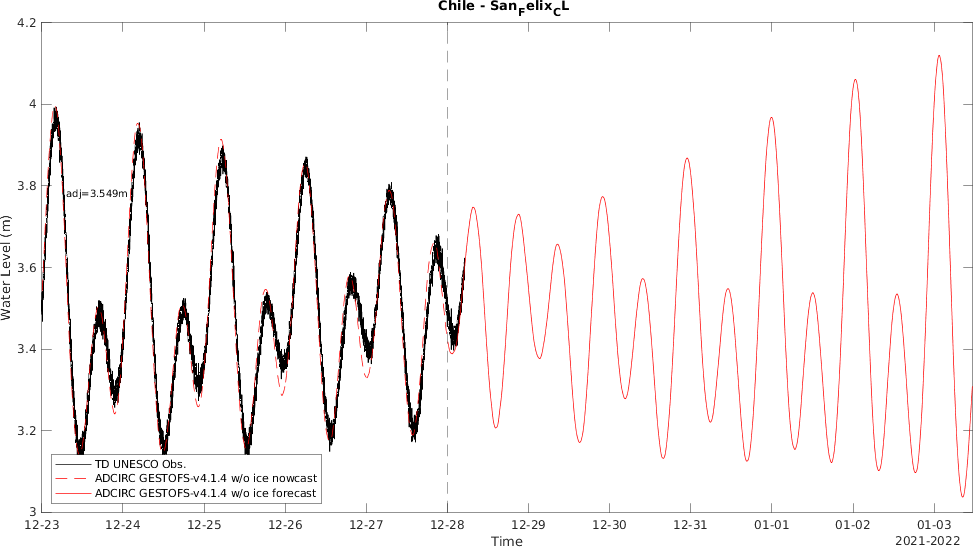 Chile - SanFelixCL
4.2
4
3.8
3.6
3.4
3.2
3
Water Level (m)
adj=3.549m
TD UNESCO Obs.
ADCIRC GESTOFS-v4.1.4 w/o ice nowcast
ADCIRC GESTOFS-v4.1.4 w/o ice forecast
12-23 12-24 12-25 12-26 12-27 12-28 12-29 12-30 12-31 01-01 01-02 01-03
Time
2021-2022